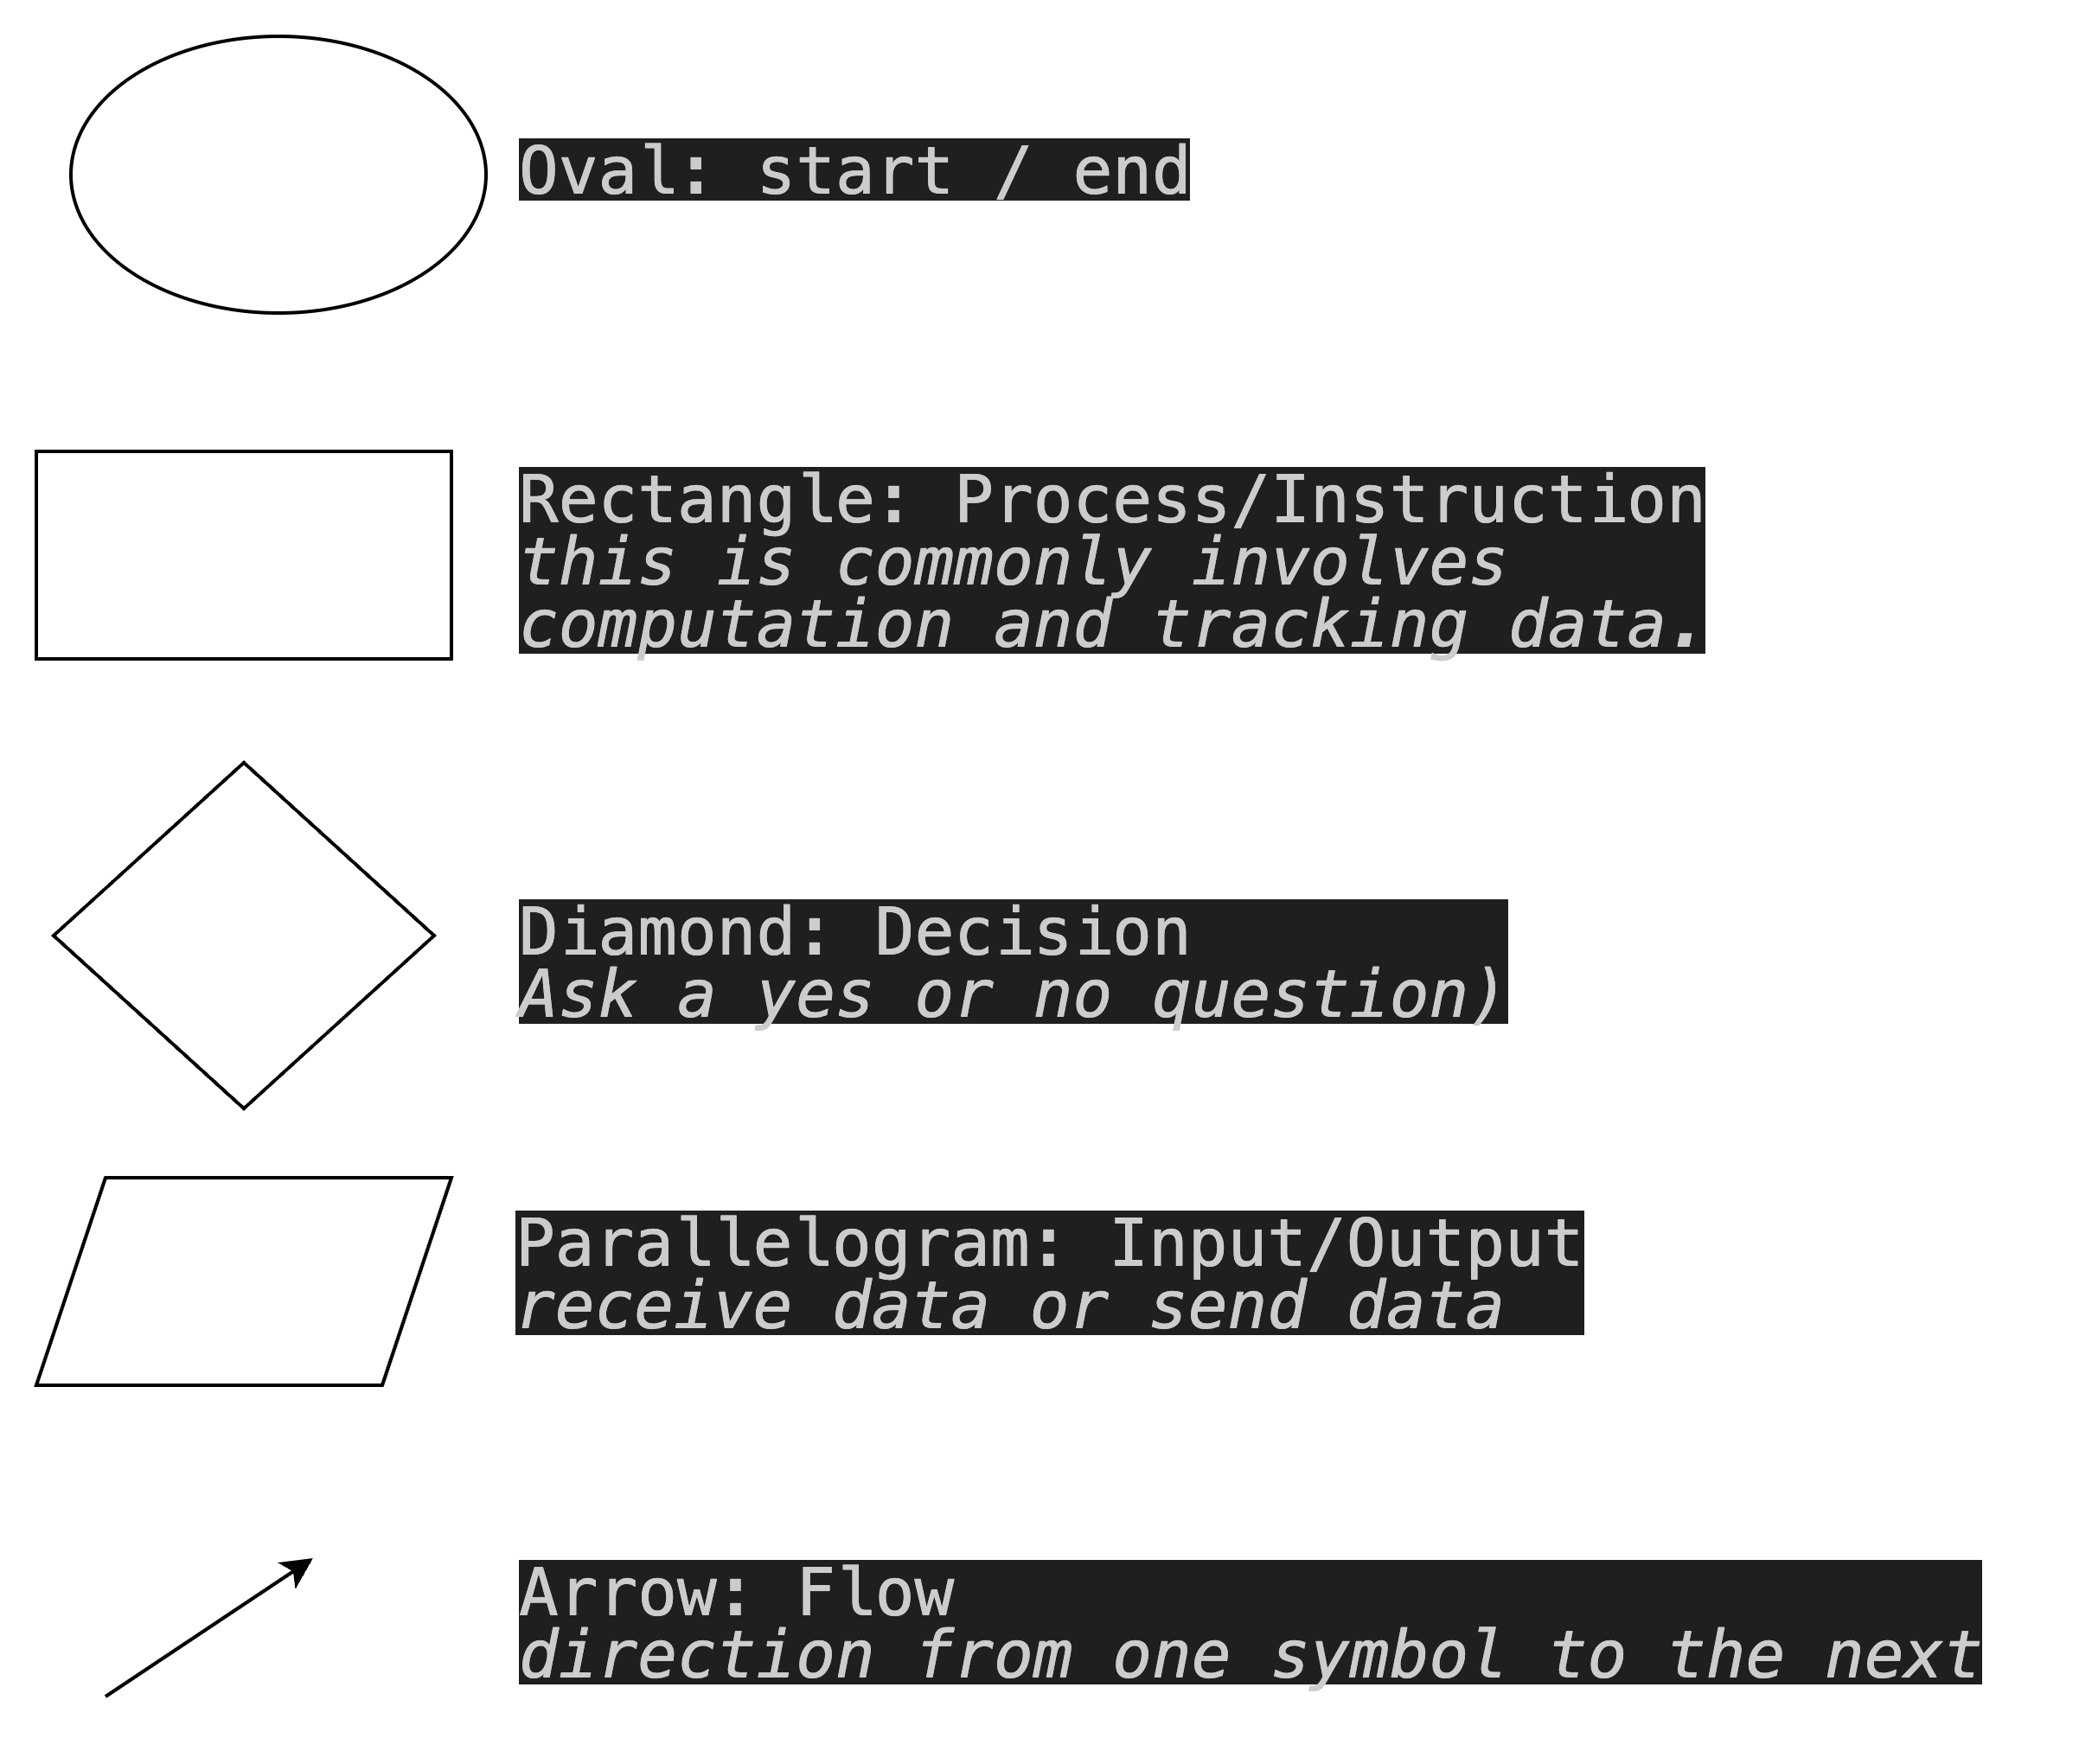 Oval: start / end
Rectangle: Process/Instruction
this is commonly involves
computation and tracking data.
Diamond: Decision
Ask a yes or no question)
Parallelogram: Input/Output
receive data or send data
Arrow: Flow
direction from one symbol to the next